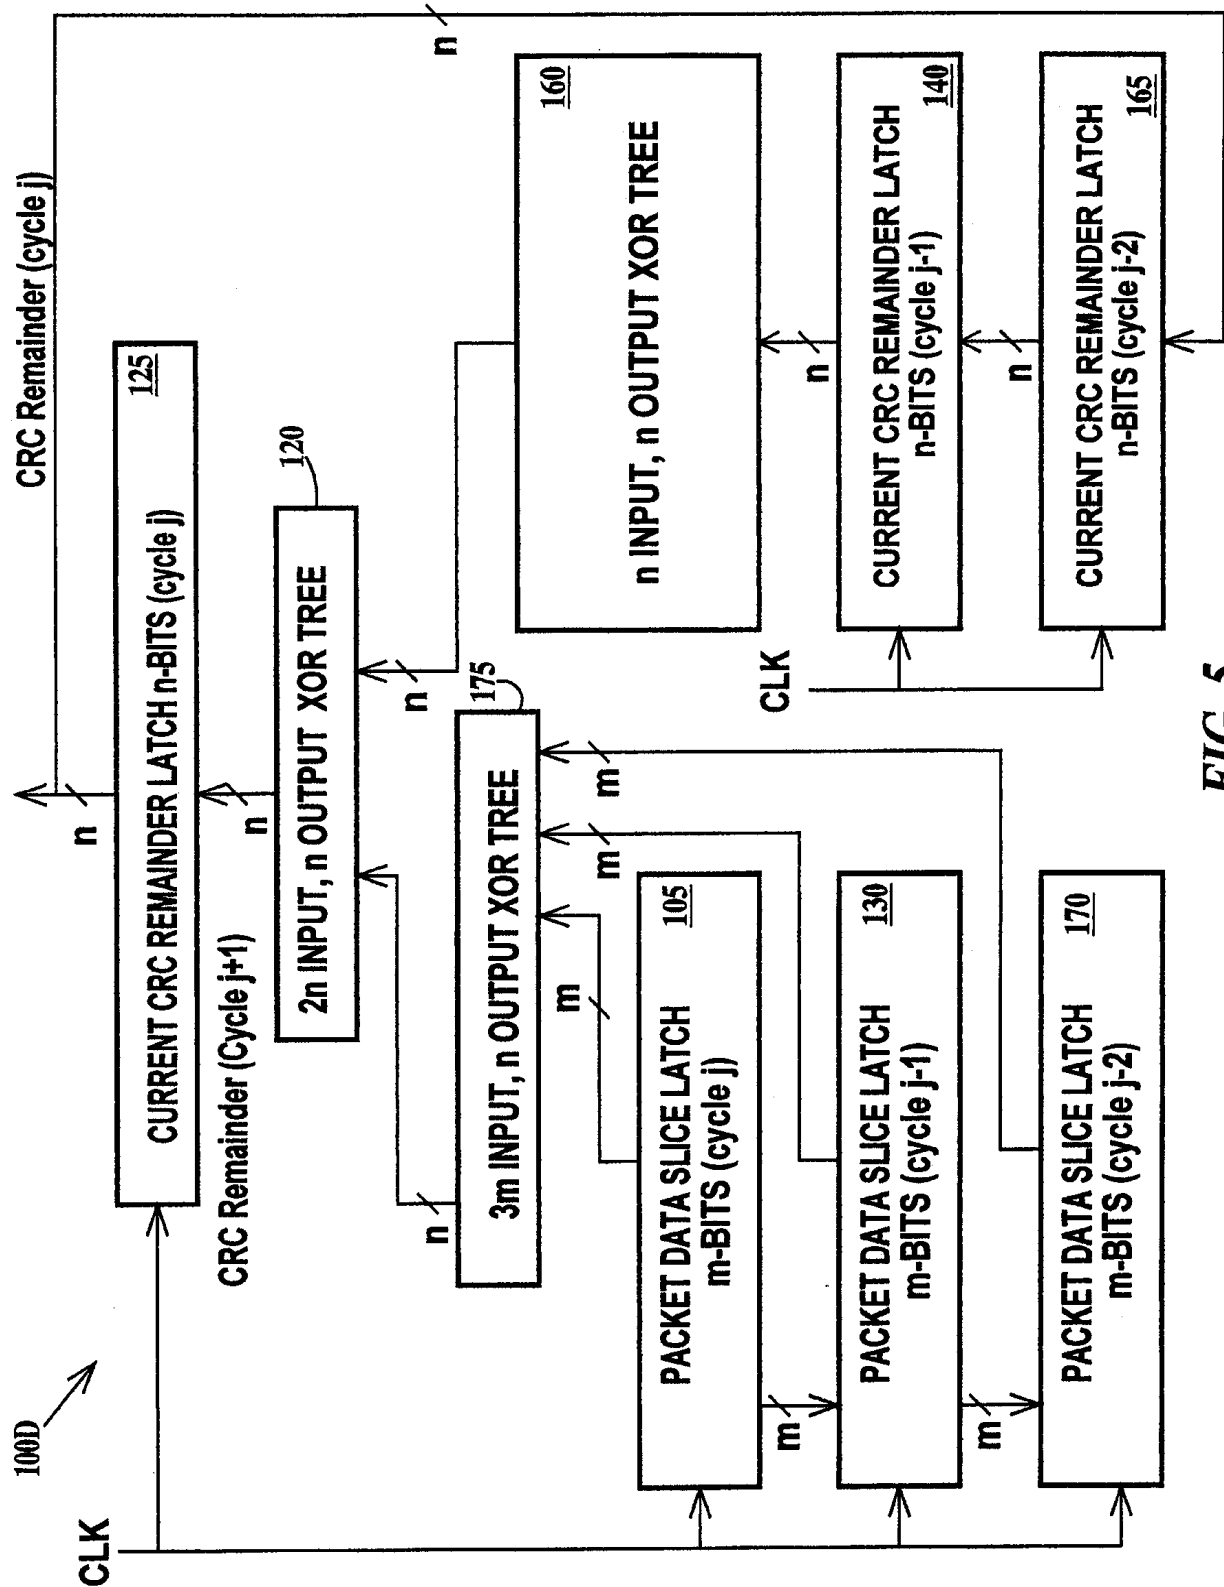 100D
CLK
CRC Remainder (cycle j)
n
n
CURRENT CRC REMAINDER LATCH n-BITS (cycle j)
125
CRC Remainder (Cycle j+1)
n
2n INPUT, n OUTPUT XOR TREE
120
n
n
3m INPUT, n OUTPUT XOR TREE
175
n INPUT, n OUTPUT XOR TREE
160
m
m
m
n
PACKET DATA SLICE LATCH
m-BITS (cycle j)
105
CLK
CURRENT CRC REMAINDER LATCH
n-BITS (cycle j-1)
140
m
n
PACKET DATA SLICE LATCH
m-BITS (cycle j-1)
130
m
CURRENT CRC REMAINDER LATCH
n-BITS (cycle j-2)
165
PACKET DATA SLICE LATCH
m-BITS (cycle j-2)
170
FIG. 5